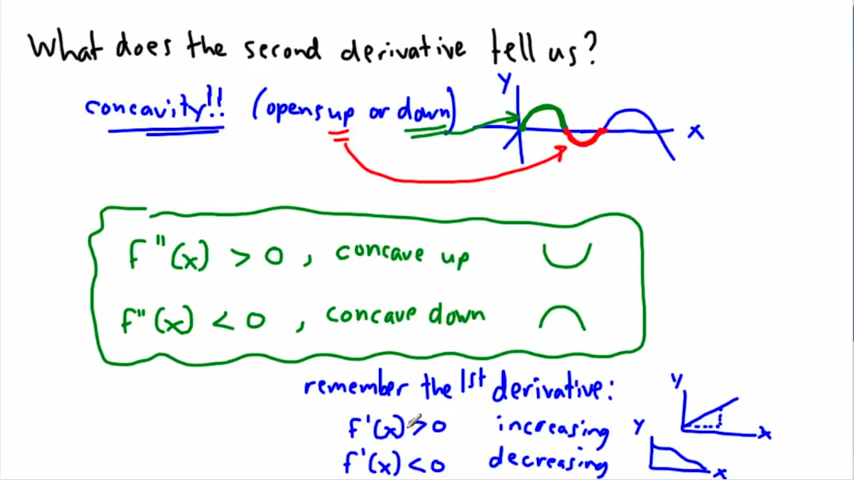 What does the second derivative tell us?
concavity!! (opens up or down)
y
x
f"(x) > 0, concave up
f"(x) < 0, concave down
remember the 1st derivative:
f'(x) > 0 increasing
y
x
f'(x) < 0 decreasing
y
x